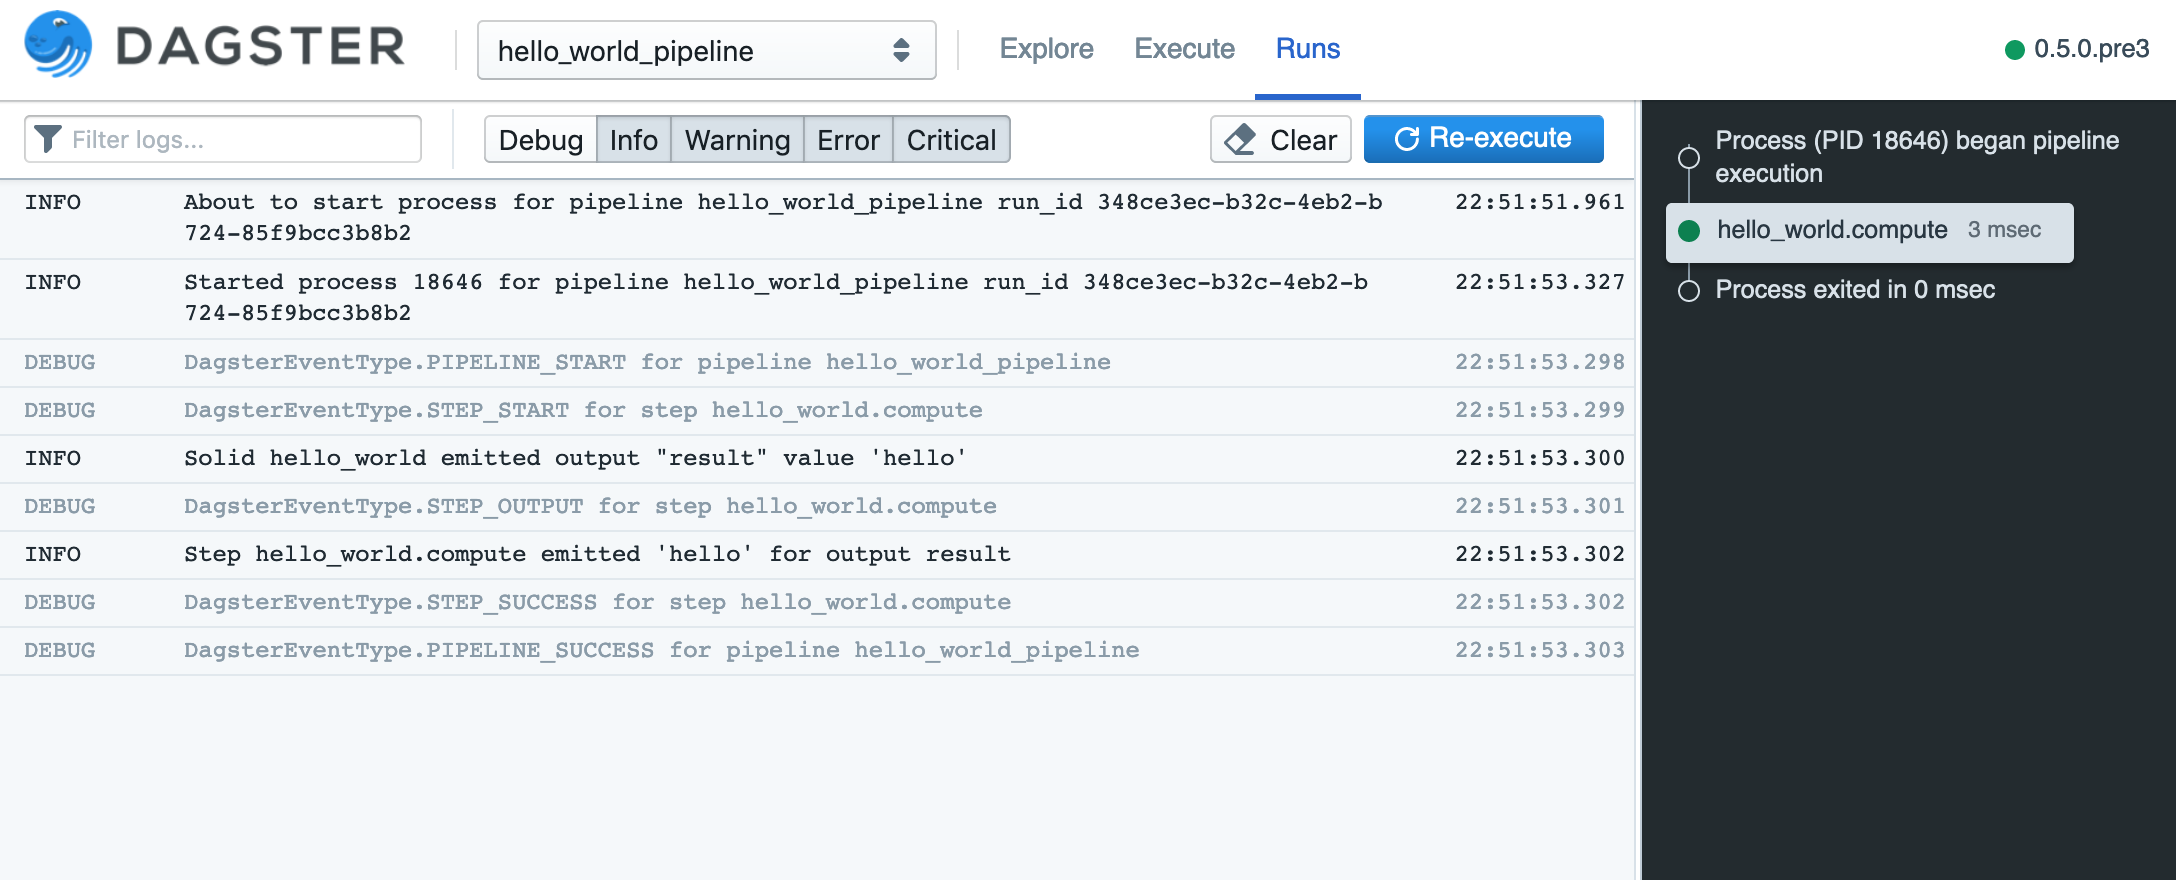 DAGSTER
hello_world_pipeline
Explore Execute Runs
0.5.0.pre3
Filter logs...
Debug Info Warning Error Critical
Clear
Re-execute
INFO About to start process for pipeline hello_world_pipeline run_id 348ce3ec-b32c-4eb2-b 22:51:51.961
724-85f9bcc3b8b2
INFO Started process 18646 for pipeline hello_world_pipeline run_id 348ce3ec-b32c-4eb2-b 22:51:53.327
724-85f9bcc3b8b2
DEBUG DagsterEventType.PIPELINE_START for pipeline hello_world_pipeline 22:51:53.298
DEBUG DagsterEventType.STEP_START for step hello_world.compute 22:51:53.299
INFO Solid hello_world emitted output "result" value 'hello' 22:51:53.300
DEBUG DagsterEventType.STEP_OUTPUT for step hello_world.compute 22:51:53.301
INFO Step hello_world.compute emitted 'hello' for output result 22:51:53.302
DEBUG DagsterEventType.STEP_SUCCESS for step hello_world.compute 22:51:53.302
DEBUG DagsterEventType.PIPELINE_SUCCESS for pipeline hello_world_pipeline 22:51:53.303
Process (PID 18646) began pipeline
execution
hello_world.compute 3 msec
Process exited in 0 msec